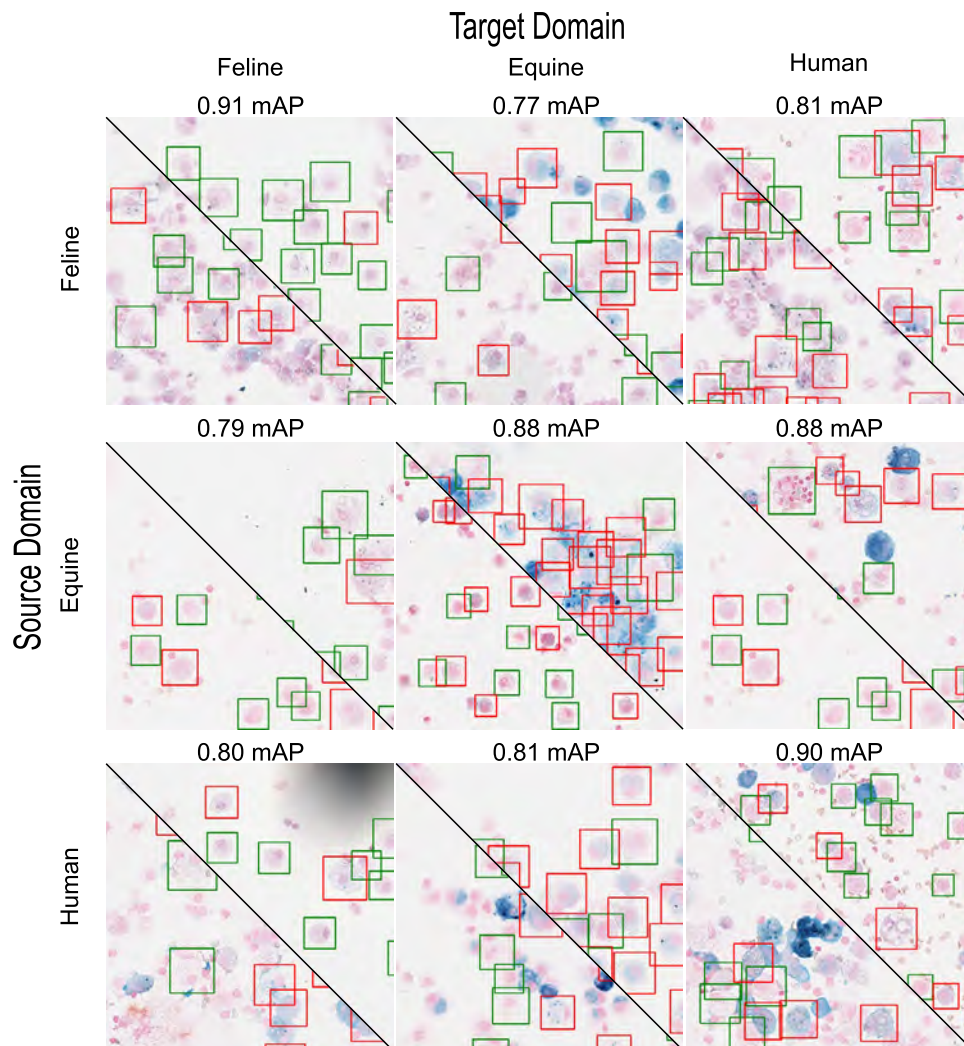 Target Domain
Feline Equine Human
0.91 mAP 0.77 mAP 0.81 mAP
Feline
0.79 mAP 0.88 mAP 0.88 mAP
Source Domain
Equine
0.80 mAP 0.81 mAP 0.90 mAP
Human